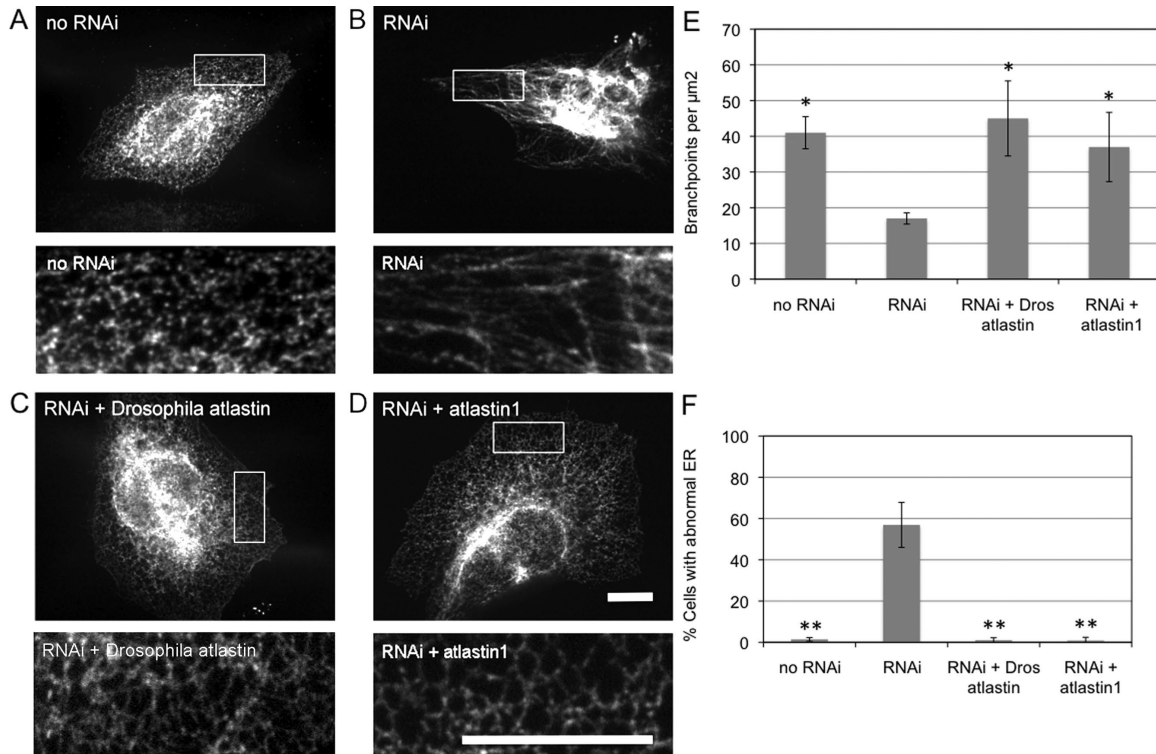 A
no RNAi
no RNAi
B
RNAi
RNAi
C
RNAi + Drosophila atlastin
RNAi + Drosophila atlastin
D
RNAi + atlastin1
RNAi + atlastin1
E
Branchpoints per µm2
70
60
50
40
30
20
10
0
*
*
*
no RNAi
RNAi
RNAi + Dros
atlastin
RNAi +
atlastin1
F
% Cells with abnormal ER
100
80
60
40
20
0
**
**
**
no RNAi
RNAi
RNAi + Dros
atlastin
RNAi +
atlastin1